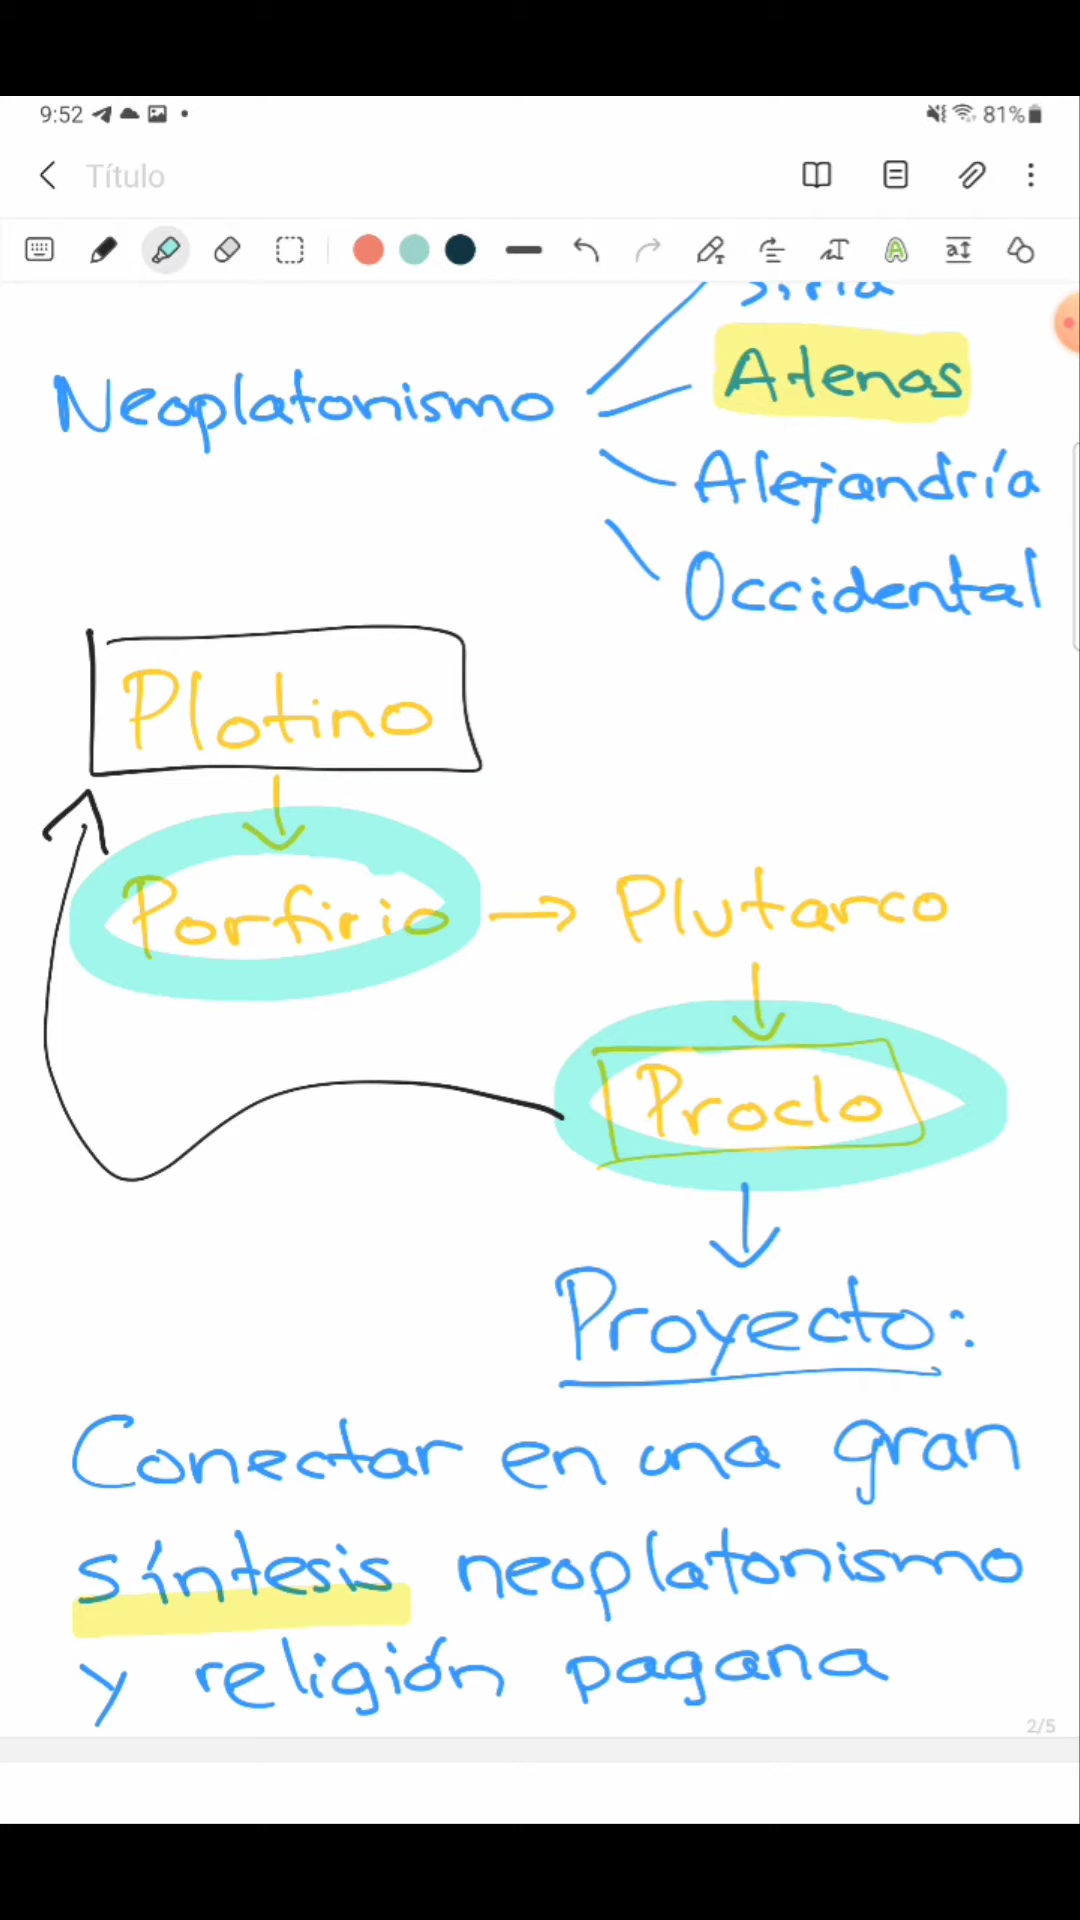 9:52
81%
Título
Siria
Neoplatonismo
Atenas
Alejandría
Occidental
Plotino
Porfirio → Plutarco
Proclo
Proyecto:
Conectar en una gran
síntesis neoplatonismo
y religión pagana
2/5